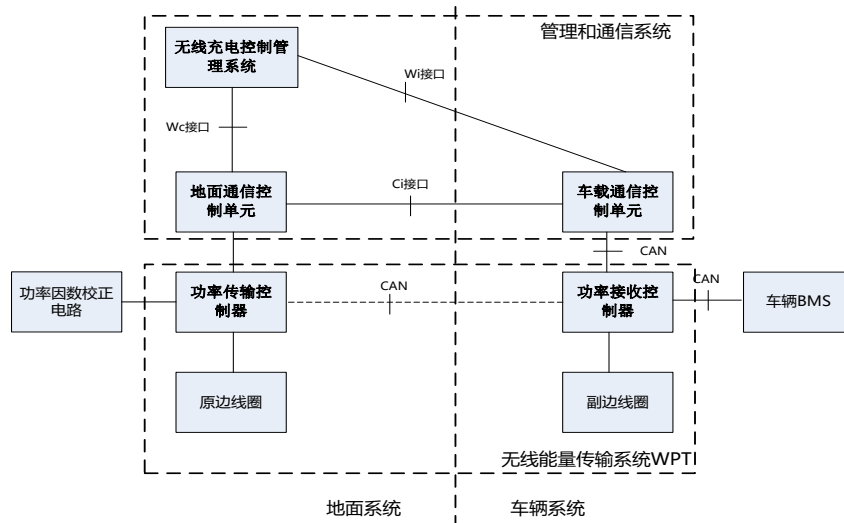 管理和通信系统
无线充电控制管
理系统
Wi接口
Wc接口
地面通信控
制单元
Ci接口
车载通信控
制单元
CAN
功率因数校正
电路
功率传输控
制器
CAN
功率接收控
制器
CAN
车辆BMS
原边线圈
副边线圈
无线能量传输系统WPT
地面系统
车辆系统